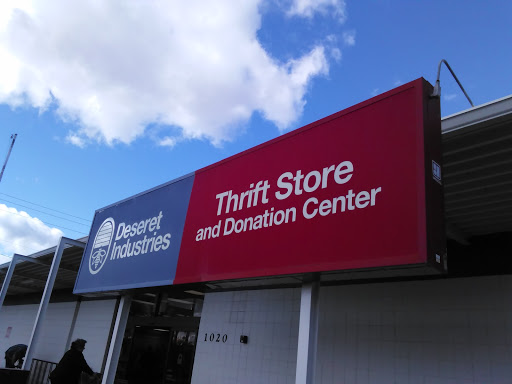 Deseret
Industries
Thrift Store
and Donation Center
1020